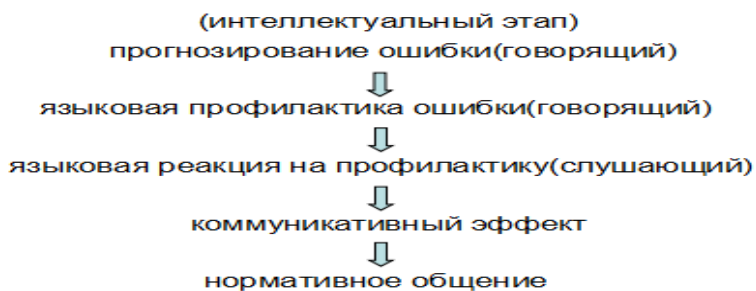 (интеллектуальный этап)
прогнозирование ошибки(говорящий)
языковая профилактика ошибки(говорящий)
языковая реакция на профилактику(слушающий)
коммуникативный эффект
нормативное общение